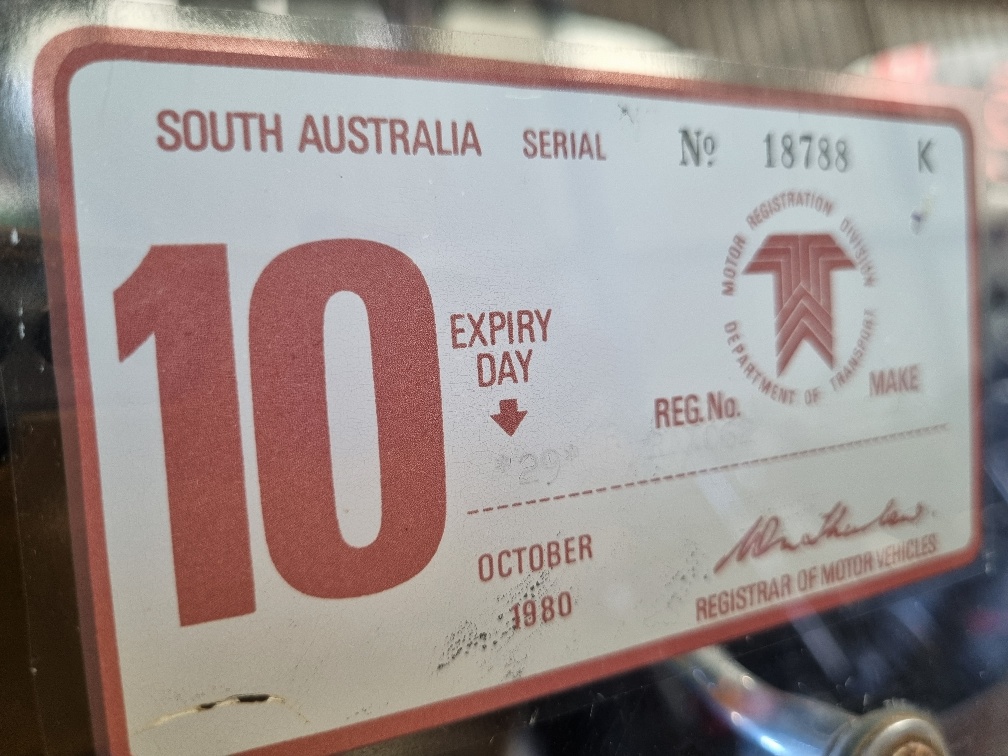 SOUTH AUSTRALIA SERIAL Nº 18788 K
MOTOR REGISTRATION DIVISION
DEPARTMENT OF TRANSPORT
10
EXPIRY
DAY
*29*
REG. No.
MAKE
OCTOBER
1980
REGISTRAR OF MOTOR VEHICLES